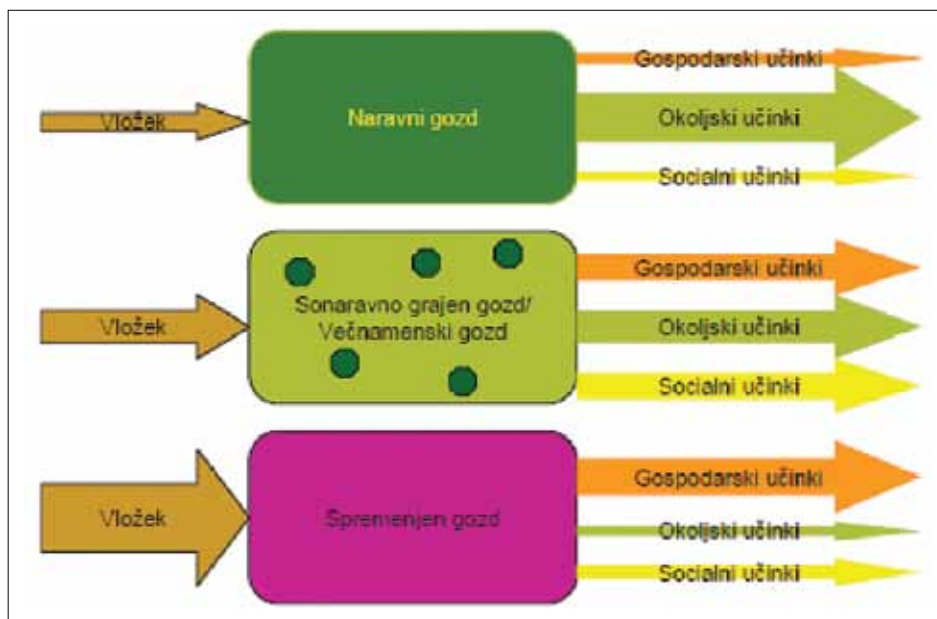 Vložek
Naravni gozd
Gospodarski učinki
Okoljski učinki
Socialni učinki
Vložek
Sonaravno grajen gozd/
Večnamenski gozd
Gospodarski učinki
Okoljski učinki
Socialni učinki
Vložek
Spremenjen gozd
Gospodarski učinki
Okoljski učinki
Socialni učinki